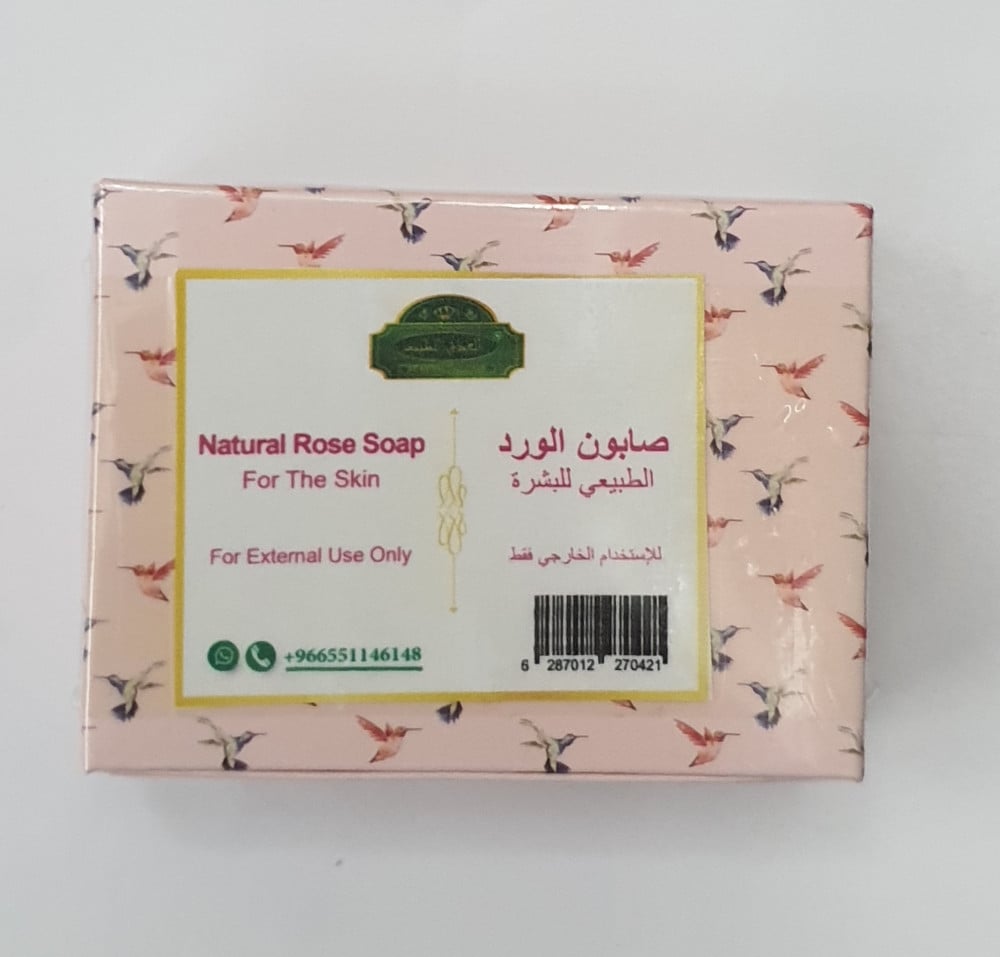 Natural Rose Soap
For The Skin
For External Use Only
+966551146148
صابون الورد
الطبيعي للبشرة
للإستخدام الخارجي فقط
6 287012 270421